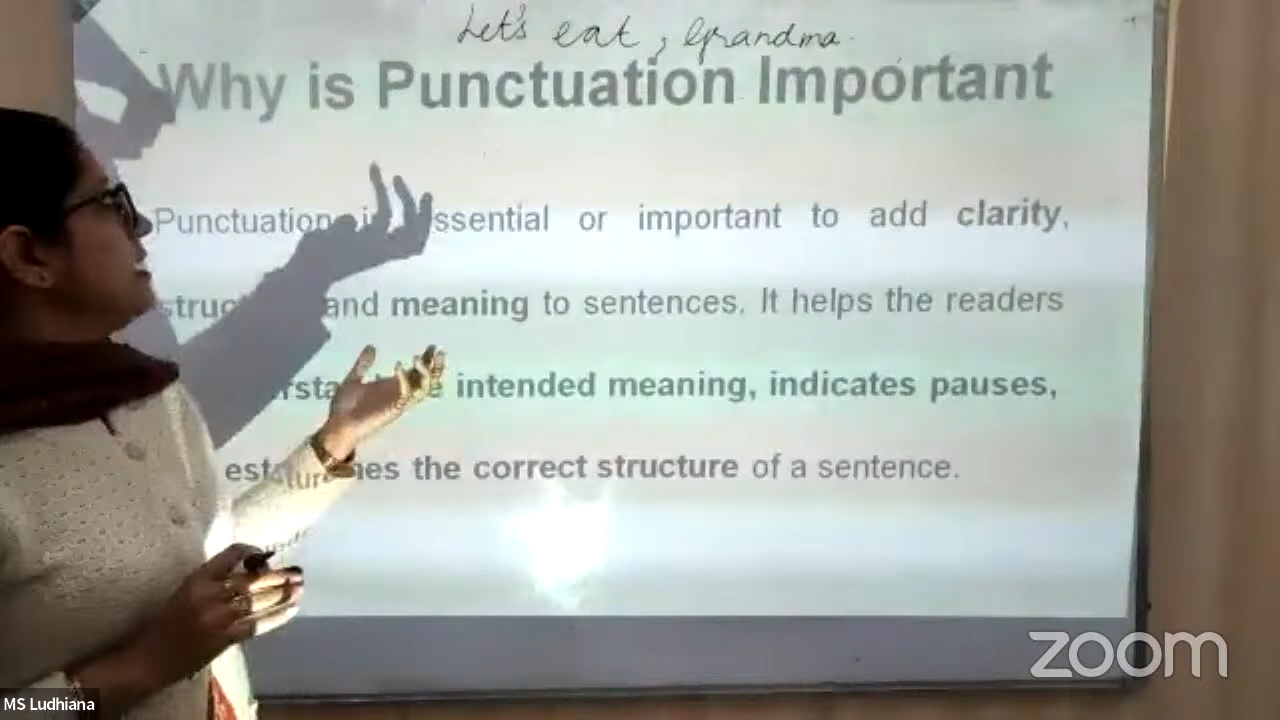 Let's eat, Grandma.
Why is Punctuation Important
Punctuation ssential or important to add clarity,
and meaning to sentences. It helps the readers
intended meaning, indicates pauses,
the correct structure of a sentence.
zoom
MS Ludhiana